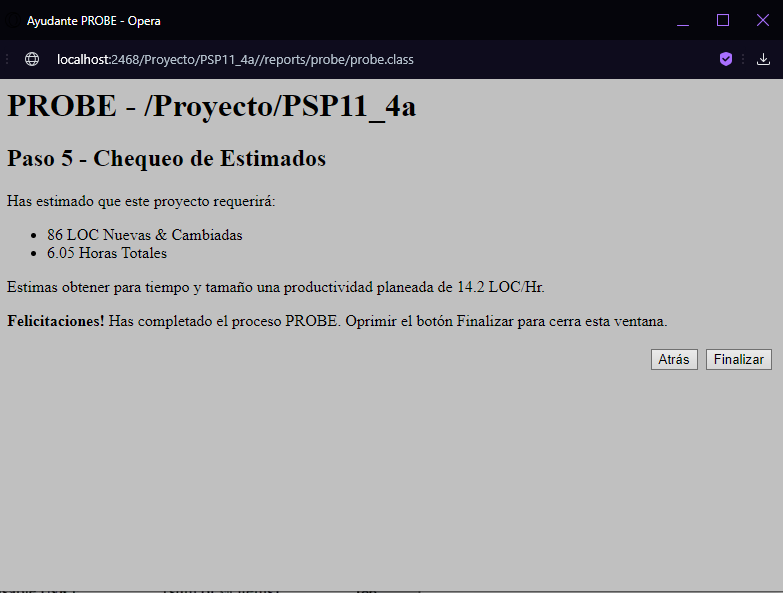 Ayudante PROBE - Opera
localhost:2468/Proyecto/PSP11_4a//reports/probe/probe.class
PROBE - /Proyecto/PSP11_4a
Paso 5 - Chequeo de Estimados
Has estimado que este proyecto requerirá:
• 86 LOC Nuevas & Cambiadas
• 6.05 Horas Totales
Estimas obtener para tiempo y tamaño una productividad planeada de 14.2 LOC/Hr.
Felicitaciones! Has completado el proceso PROBE. Oprimir el botón Finalizar para cerra esta ventana.
Atrás Finalizar